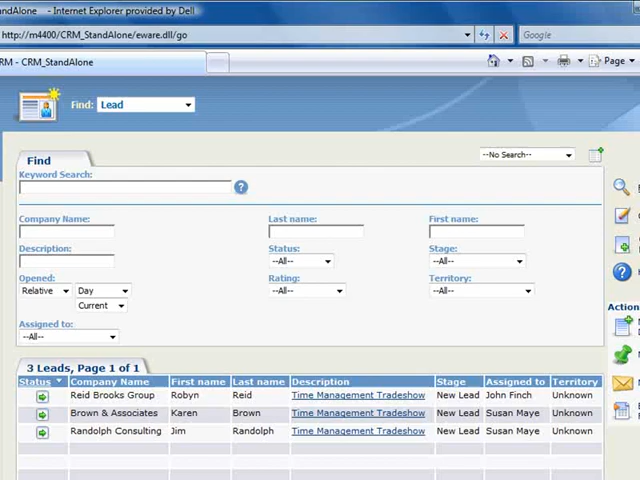 ndAlone - Internet Explorer provided by Dell
http://m4400/CRM_StandAlone/eware.dll/go
Google
RM - CRM_StandAlone
Page
Find: Lead
Find
--No Search--
Keyword Search:
?
Company Name: Last name: First name:
Description: Status: Stage:
--All-- --All--
Opened: Rating: Territory:
Relative Day --All-- --All--
Current
Assigned to:
--All--
?
Action
3 Leads, Page 1 of 1
Status Company Name First name Last name Description Stage Assigned to Territory
Reid Brooks Group Robyn Reid Time Management Tradeshow New Lead John Finch Unknown
Brown & Associates Karen Brown Time Management Tradeshow New Lead Susan Maye Unknown
Randolph Consulting Jim Randolph Time Management Tradeshow New Lead Susan Maye Unknown